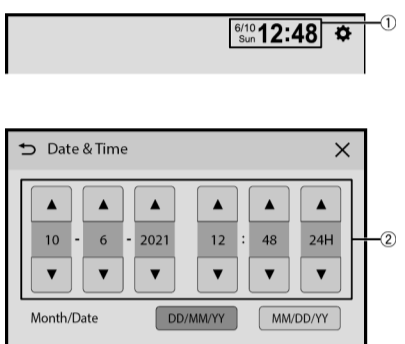 6/10
Sun 12:48 ①
Date & Time
10 - 6 - 2021 12 : 48 24H ②
Month/Date DD/MM/YY MM/DD/YY